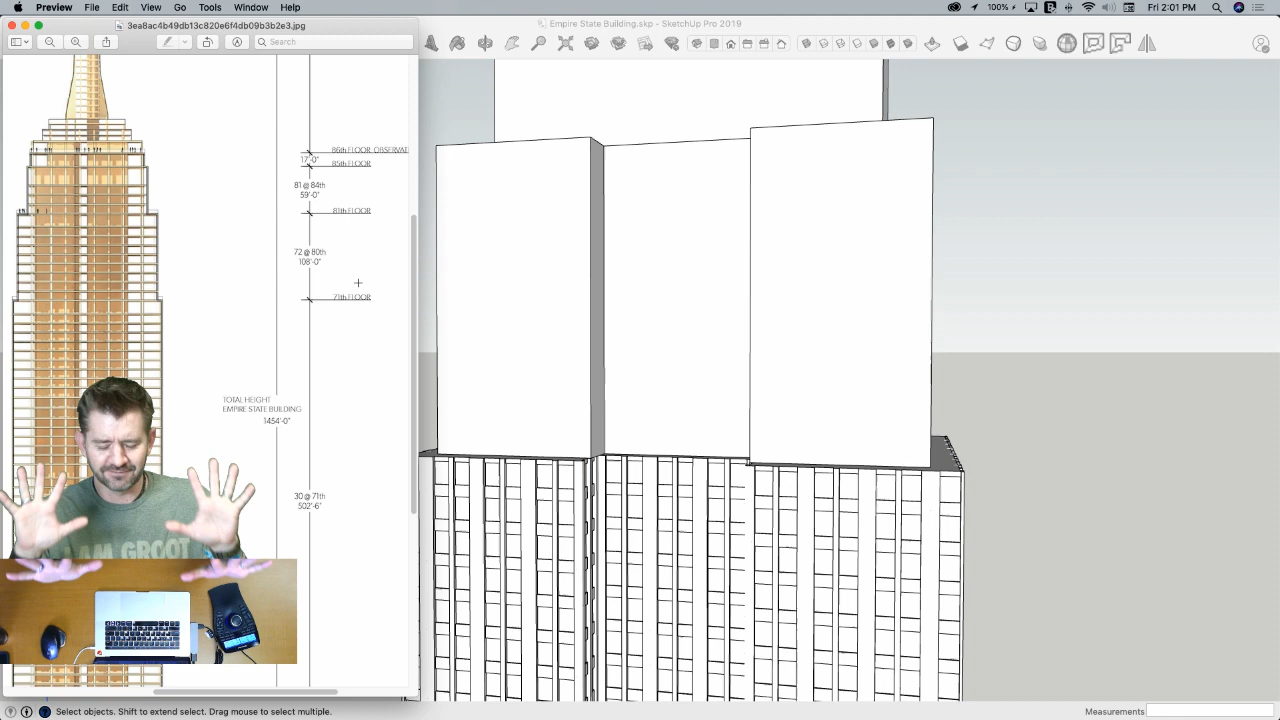 Preview File Edit View Go Tools Window Help
100% Fri 2:01 PM
3ea8ac4b49db13c820e6f4db09b3b2e3.jpg
Empire State Building.skp - SketchUp Pro 2019
Search
86th FLOOR OBSERVAT
17'-0"
85th FLOOR
81 @ 84th
59'-0"
81th FLOOR
72 @ 80th
108'-0"
71th FLOOR
TOTAL HEIGHT
EMPIRE STATE BUILDING
1454'-0"
30 @ 71th
502'-6"
I AM GROOT
Select objects. Shift to extend select. Drag mouse to select multiple.
Measurements